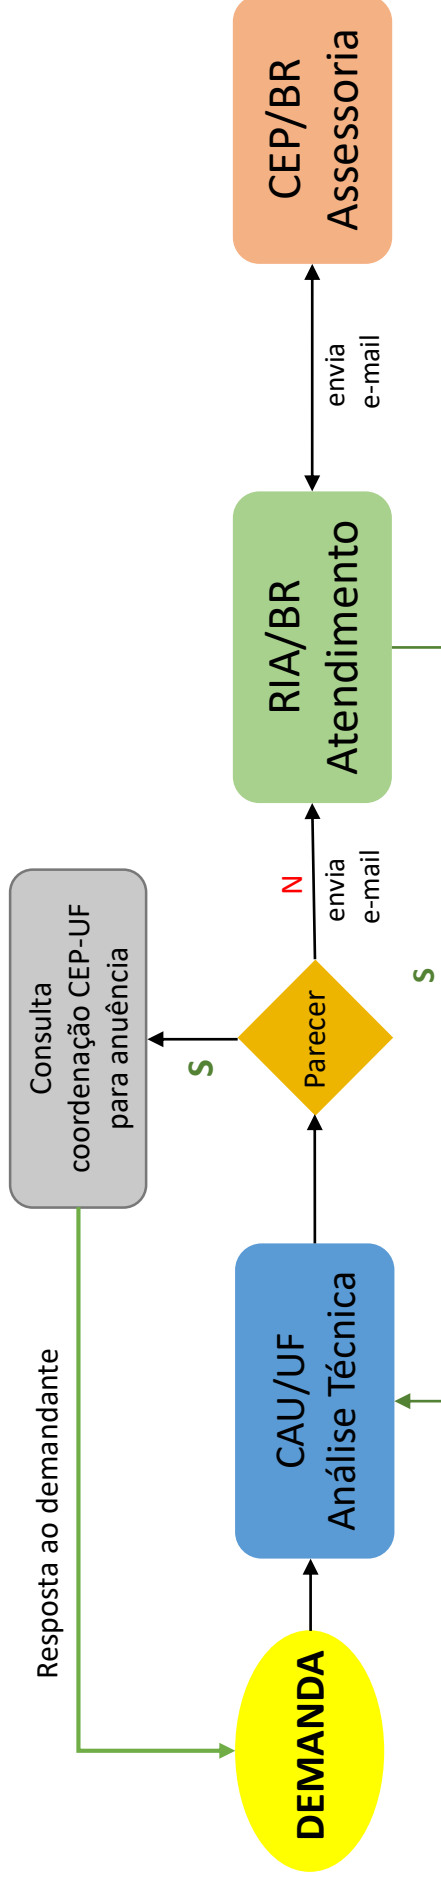 Resposta ao demandante
Consulta
coordenação CEP-UF
para anuência
DEMANDA
CAU/UF
Análise Técnica
S
Parecer
N
envia
e-mail
S
RIA/BR
Atendimento
envia
e-mail
CEP/BR
Assessoria